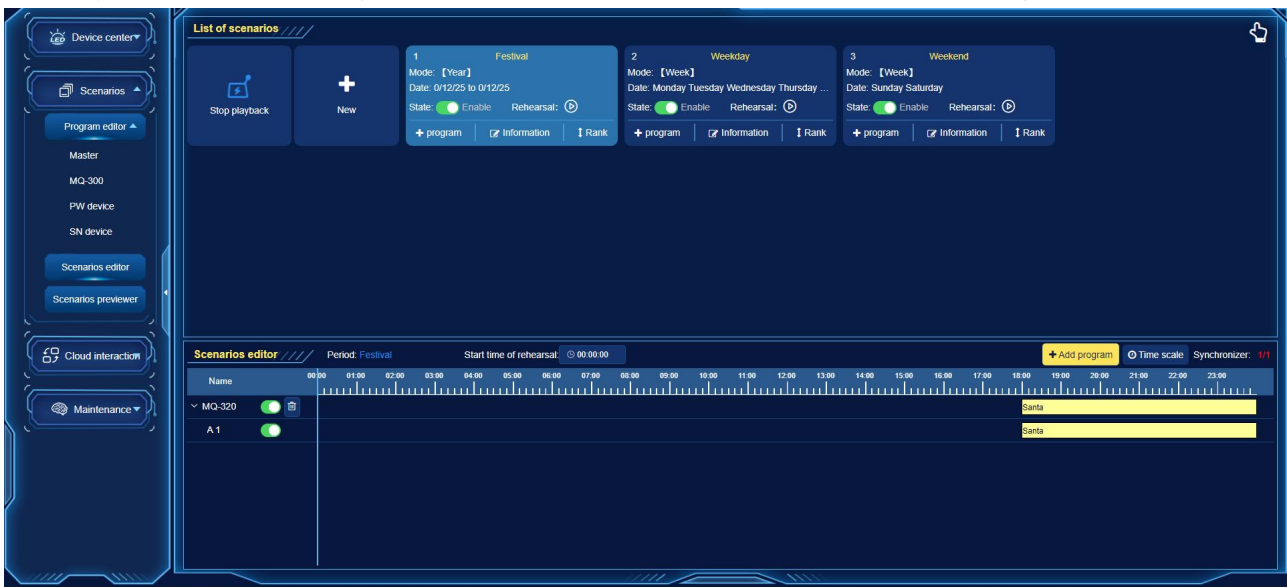 LED Device center
Scenarios
Program editor
Master
MQ-300
PW device
SN device
Scenarios editor
Scenarios previewer
Cloud interaction
Maintenance
List of scenarios
Stop playback
New
1 Festival
Mode: 【Year】
Date: 0/12/25 to 0/12/25
State: Enable Rehearsal:
+ program Information Rank
2 Weekday
Mode: 【Week】
Date: Monday Tuesday Wednesday Thursday ...
State: Enable Rehearsal:
+ program Information Rank
3 Weekend
Mode: 【Week】
Date: Sunday Saturday
State: Enable Rehearsal:
+ program Information Rank
Scenarios editor Period: Festival Start time of rehearsal: 00:00:00 + Add program Time scale Synchronizer: 1/1
Name 00:00 01:00 02:00 03:00 04:00 05:00 06:00 07:00 08:00 09:00 10:00 11:00 12:00 13:00 14:00 15:00 16:00 17:00 18:00 19:00 20:00 21:00 22:00 23:00
MQ-320 Santa
A 1 Santa